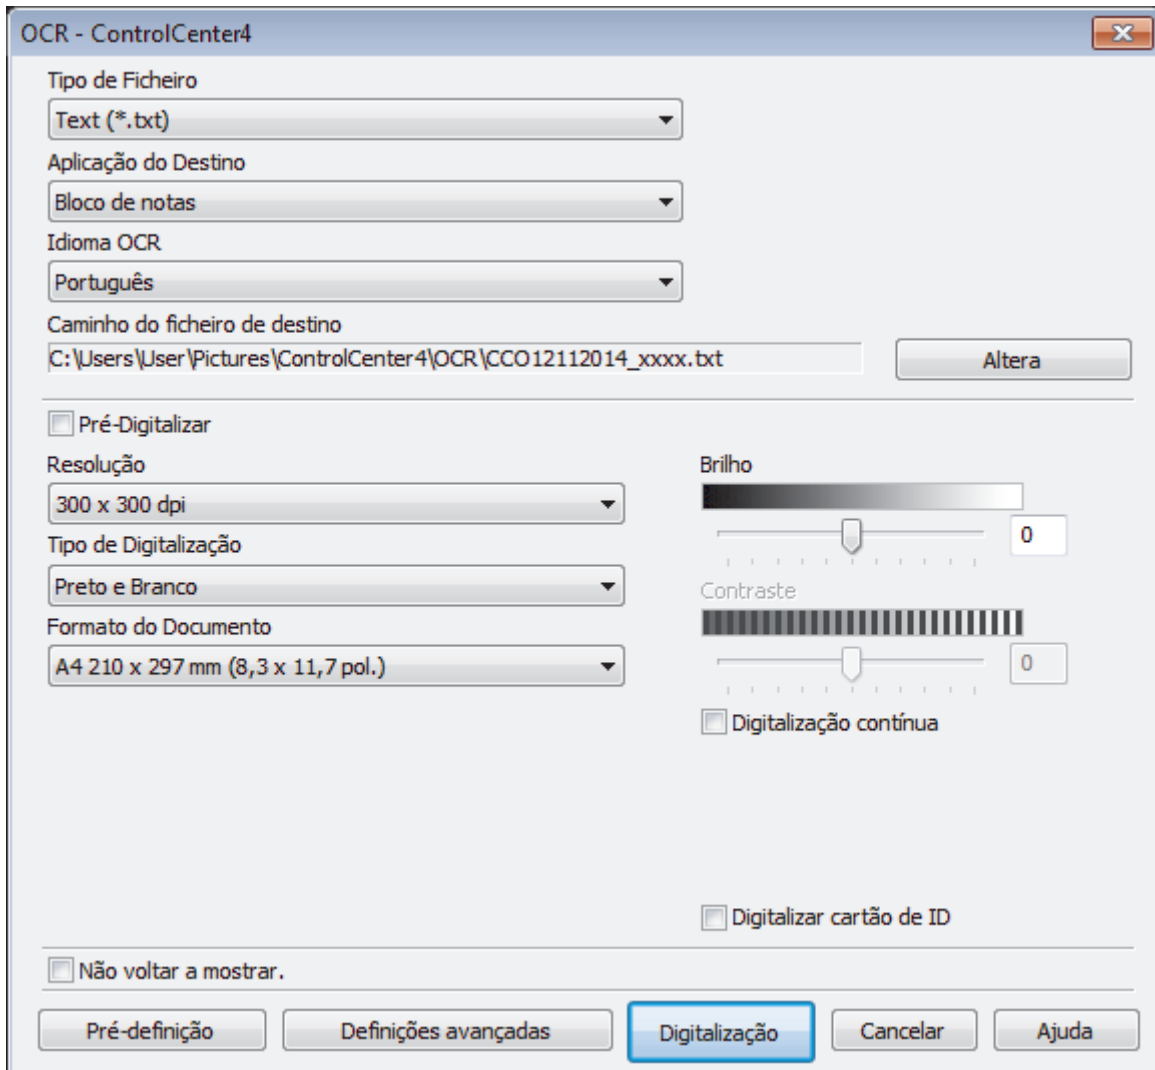 OCR - ControlCenter4
Tipo de Ficheiro
Text (*.txt)
Aplicação do Destino
Bloco de notas
Idioma OCR
Português
Caminho do ficheiro de destino
C:\Users\User\Pictures\ControlCenter4\OCR\CCO12112014_xxxx.txt
Altera
Pré-Digitalizar
Resolução
300 x 300 dpi
Tipo de Digitalização
Preto e Branco
Formato do Documento
A4 210 x 297 mm (8,3 x 11,7 pol.)
Brilho
0
Contraste
0
Digitalização contínua
Digitalizar cartão de ID
Não voltar a mostrar.
Pré-definição
Definições avançadas
Digitalização
Cancelar
Ajuda